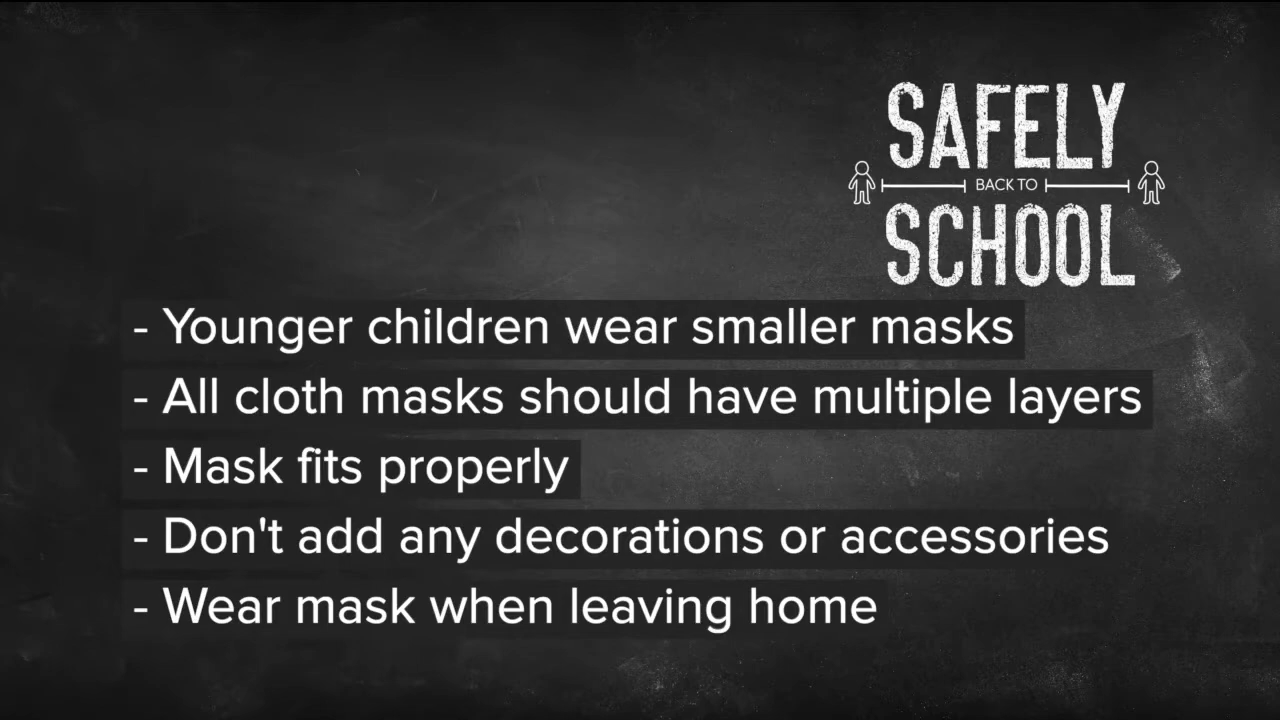 SAFELY
BACK TO
SCHOOL
- Younger children wear smaller masks
- All cloth masks should have multiple layers
- Mask fits properly
- Don't add any decorations or accessories
- Wear mask when leaving home